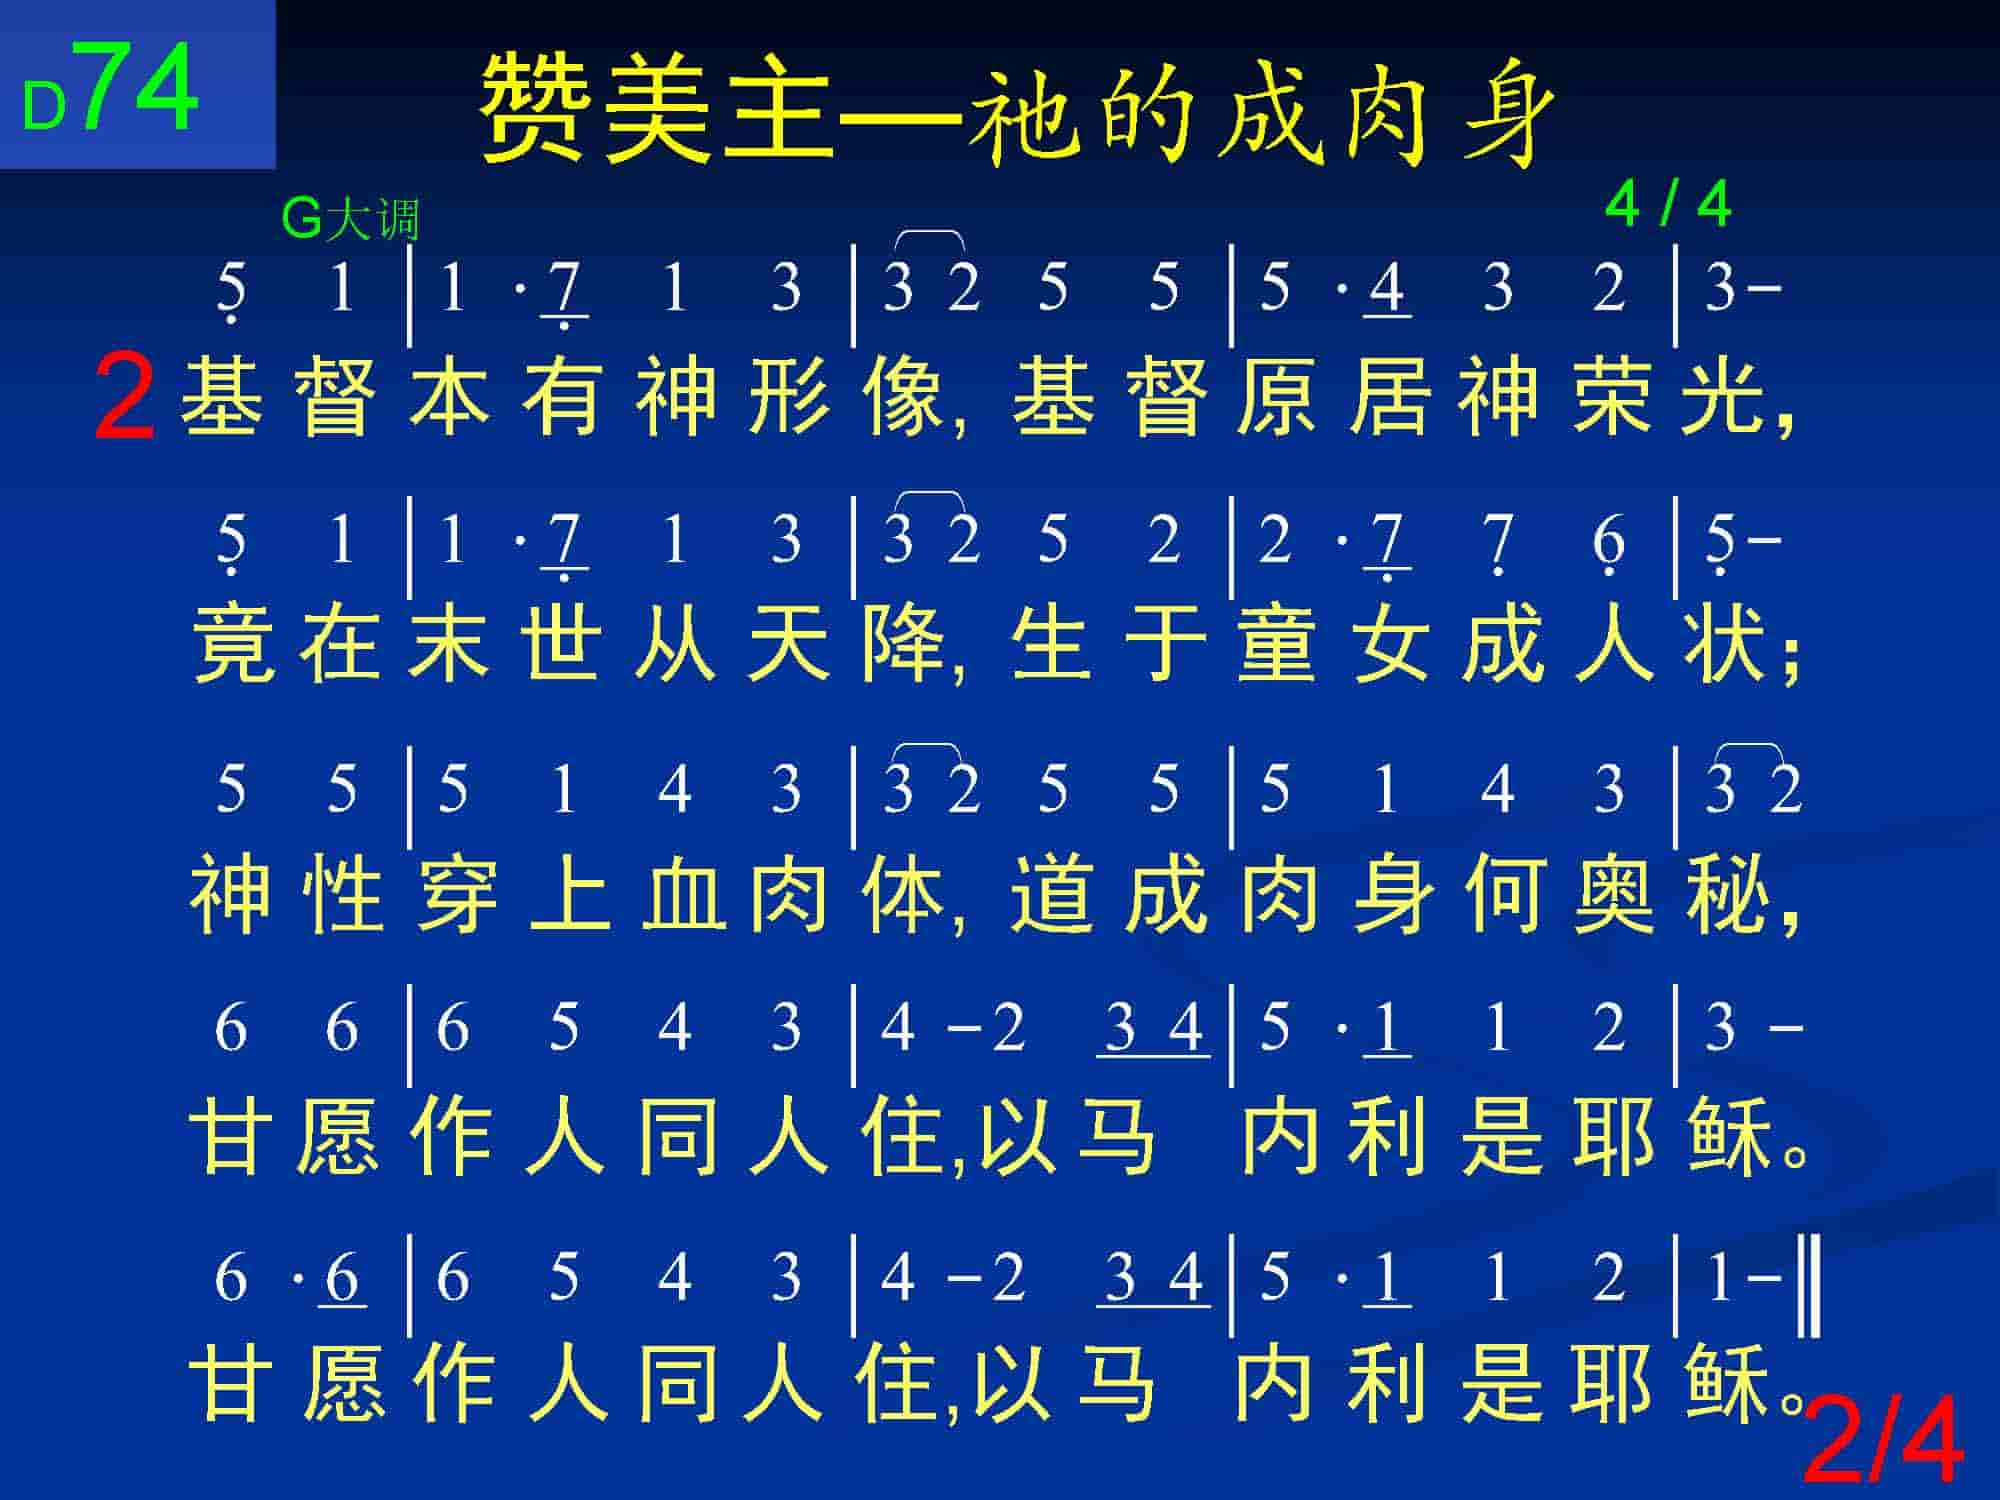 D74
赞美主—祂的成肉身
G大调 4 / 4
5̣ 1 | 1 · 7̣ 1 3 | 3 2 5 5 | 5 · 4 3 2 | 3 –
2 基督本有神形像, 基督原居神荣光,
5̣ 1 | 1 · 7̣ 1 3 | 3 2 5 2 | 2 · 7̣ 7̣ 6̣ | 5̣ –
竟在末世从天降, 生于童女成人状;
5 5 | 5 1 4 3 | 3 2 5 5 | 5 1 4 3 | 3 2
神性穿上血肉体, 道成肉身何奥秘,
6 6 | 6 5 4 3 | 4 – 2 3 4 | 5 · 1 1 2 | 3 –
甘愿作人同人住,以马 内利是耶稣。
6 · 6 | 6 5 4 3 | 4 – 2 3 4 | 5 · 1 1 2 | 1 – ‖
甘愿作人同人住,以马 内利是耶稣。
2/4